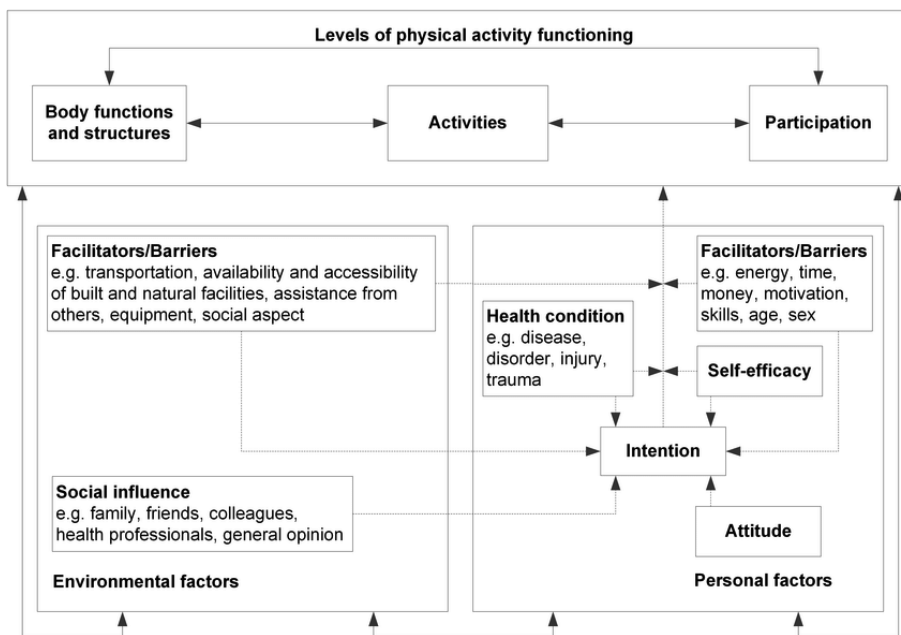 Levels of physical activity functioning
Body functions
and structures
Activities
Participation
Facilitators/Barriers
e.g. transportation, availability and accessibility
of built and natural facilities, assistance from
others, equipment, social aspect
Facilitators/Barriers
e.g. energy, time,
money, motivation,
skills, age, sex
Health condition
e.g. disease,
disorder, injury,
trauma
Self-efficacy
Intention
Social influence
e.g. family, friends, colleagues,
health professionals, general opinion
Attitude
Environmental factors
Personal factors